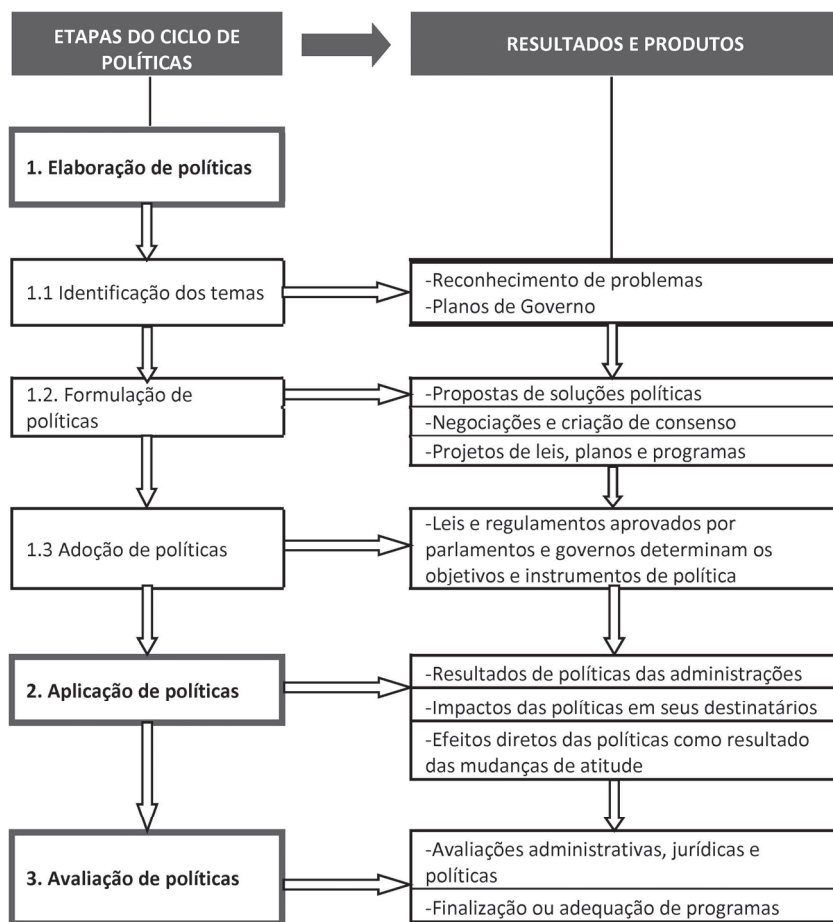 ETAPAS DO CICLO DE
POLÍTICAS
RESULTADOS E PRODUTOS
1. Elaboração de políticas
1.1 Identificação dos temas
-Reconhecimento de problemas
-Planos de Governo
1.2. Formulação de
políticas
-Propostas de soluções políticas
-Negociações e criação de consenso
-Projetos de leis, planos e programas
1.3 Adoção de políticas
-Leis e regulamentos aprovados por
parlamentos e governos determinam os
objetivos e instrumentos de política
2. Aplicação de políticas
-Resultados de políticas das administrações
-Impactos das políticas em seus destinatários
-Efeitos diretos das políticas como resultado
das mudanças de atitude
3. Avaliação de políticas
-Avaliações administrativas, jurídicas e
políticas
-Finalização ou adequação de programas